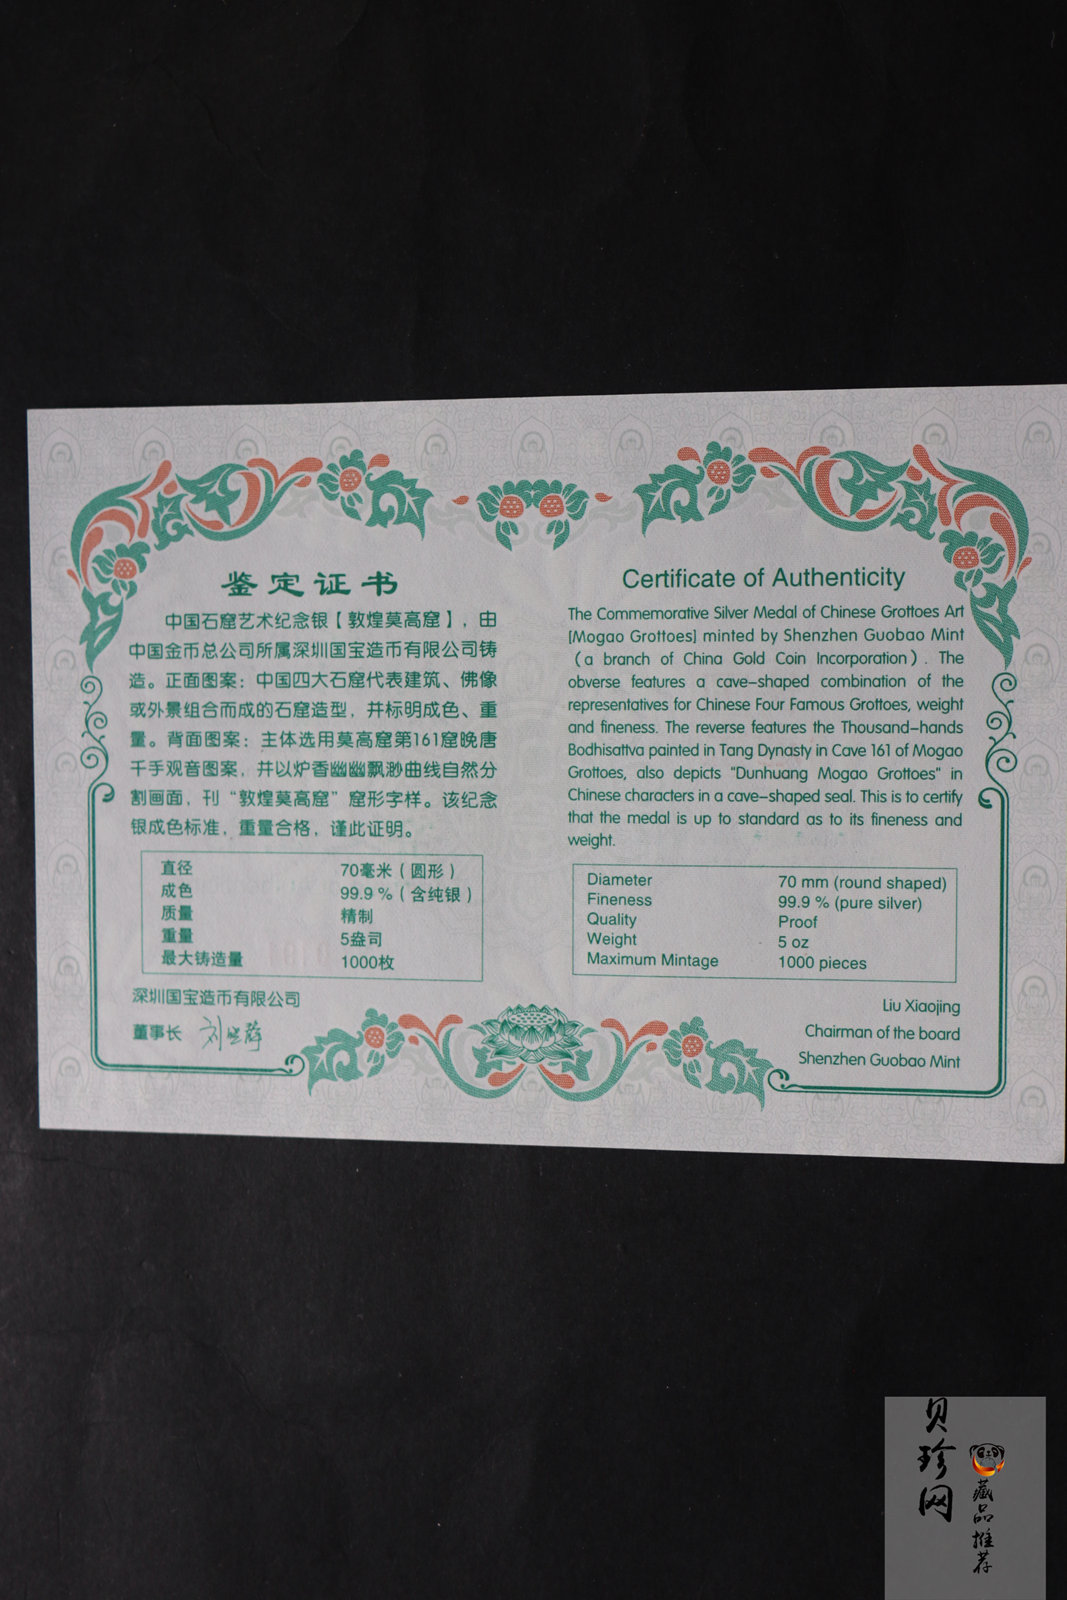 鉴定证书
中国石窟艺术纪念银【敦煌莫高窟】，由
中国金币总公司所属深圳国宝造币有限公司铸
造。正面图案：中国四大石窟代表建筑、佛像
或外景组合而成的石窟造型，并标明成色、重
量。背面图案：主体选用莫高窟第161窟晚唐
千手观音图案，并以炉香幽幽飘渺曲线自然分
割画面，刊“敦煌莫高窟”窟形字样。该纪念
银成色标准，重量合格，谨此证明。
直径 70毫米（圆形）
成色 99.9 %（含纯银）
质量 精制
重量 5盎司
最大铸造量 1000枚
深圳国宝造币有限公司
董事长
Certificate of Authenticity
The Commemorative Silver Medal of Chinese Grottoes Art
[Mogao Grottoes] minted by Shenzhen Guobao Mint
（a branch of China Gold Coin Incorporation）. The
obverse features a cave-shaped combination of the
representatives for Chinese Four Famous Grottoes, weight
and fineness. The reverse features the Thousand-hands
Bodhisattva painted in Tang Dynasty in Cave 161 of Mogao
Grottoes, also depicts "Dunhuang Mogao Grottoes" in
Chinese characters in a cave-shaped seal. This is to certify
that the medal is up to standard as to its fineness and
weight.
Diameter 70 mm (round shaped)
Fineness 99.9 % (pure silver)
Quality Proof
Weight 5 oz
Maximum Mintage 1000 pieces
Liu Xiaojing
Chairman of the board
Shenzhen Guobao Mint
贝珍网
藏品推荐